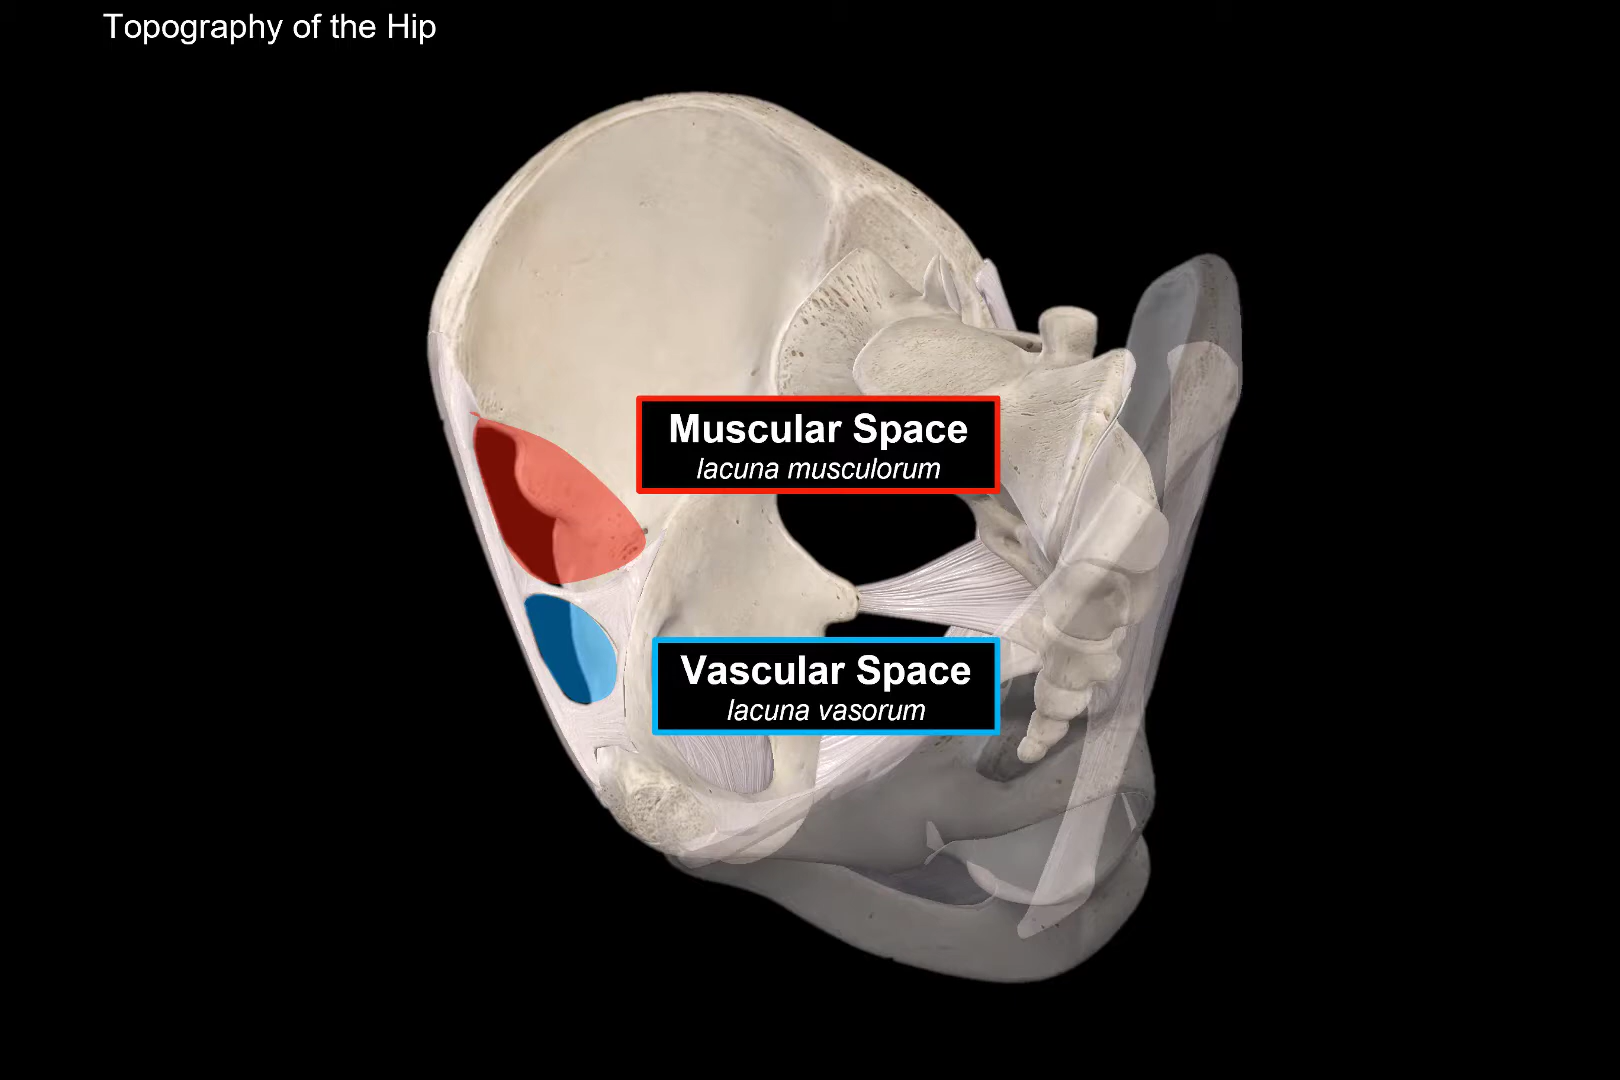 Topography of the Hip
Muscular Space
lacuna musculorum
Vascular Space
lacuna vasorum